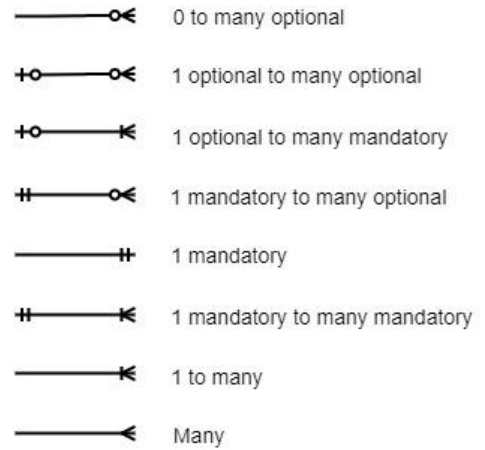 0 to many optional
1 optional to many optional
1 optional to many mandatory
1 mandatory to many optional
1 mandatory
1 mandatory to many mandatory
1 to many
Many